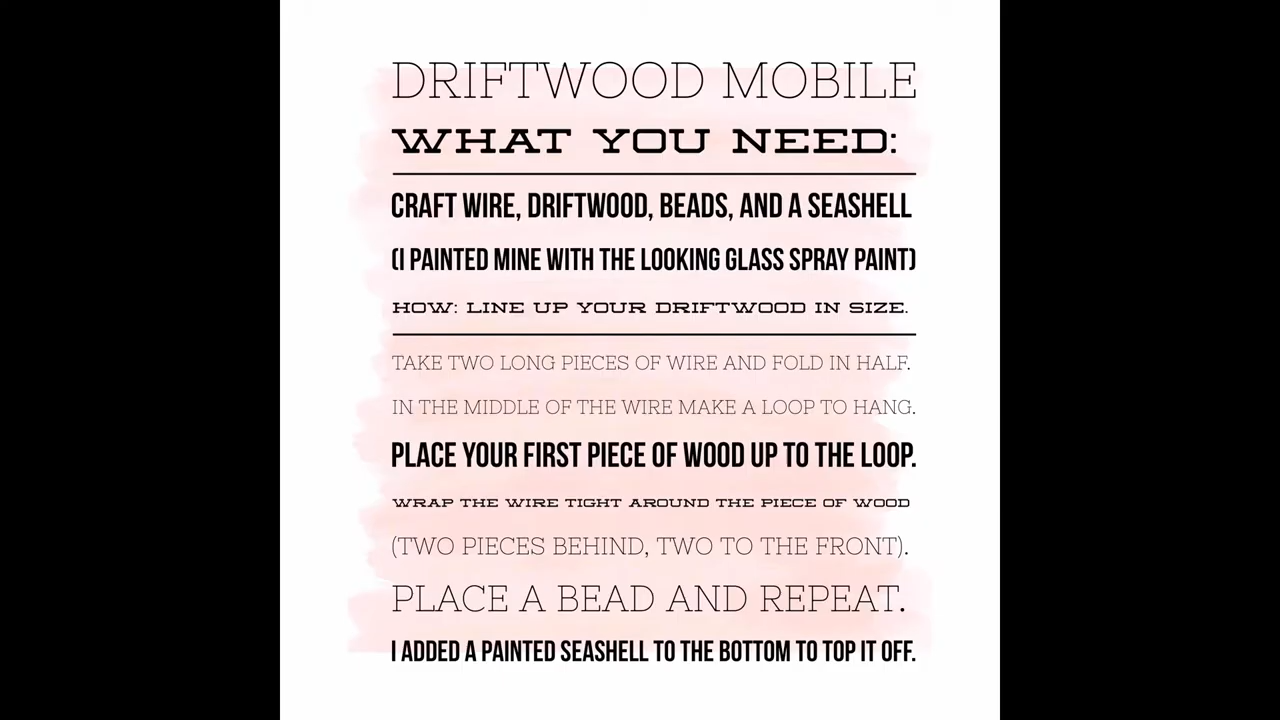 DRIFTWOOD MOBILE
WHAT YOU NEED:
CRAFT WIRE, DRIFTWOOD, BEADS, AND A SEASHELL
(I PAINTED MINE WITH THE LOOKING GLASS SPRAY PAINT)
HOW: LINE UP YOUR DRIFTWOOD IN SIZE.
TAKE TWO LONG PIECES OF WIRE AND FOLD IN HALF.
IN THE MIDDLE OF THE WIRE MAKE A LOOP TO HANG.
PLACE YOUR FIRST PIECE OF WOOD UP TO THE LOOP.
WRAP THE WIRE TIGHT AROUND THE PIECE OF WOOD
(TWO PIECES BEHIND, TWO TO THE FRONT).
PLACE A BEAD AND REPEAT.
I ADDED A PAINTED SEASHELL TO THE BOTTOM TO TOP IT OFF.